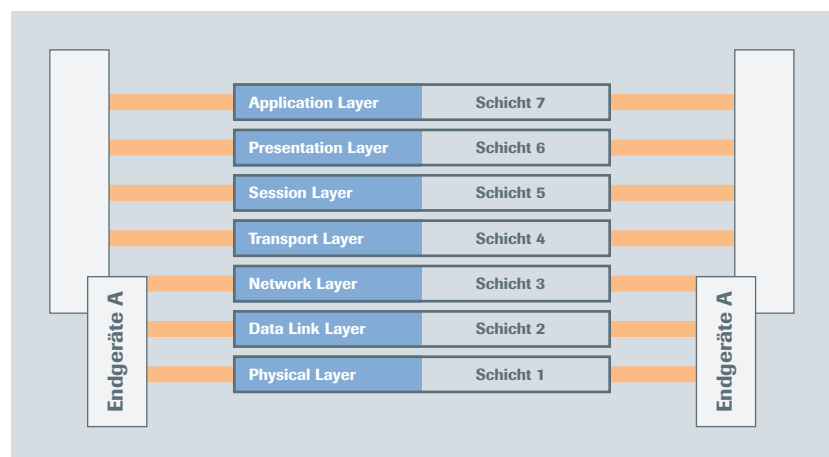 Application Layer Schicht 7
Presentation Layer Schicht 6
Session Layer Schicht 5
Transport Layer Schicht 4
Network Layer Schicht 3
Data Link Layer Schicht 2
Physical Layer Schicht 1
Endgeräte A
Endgeräte A